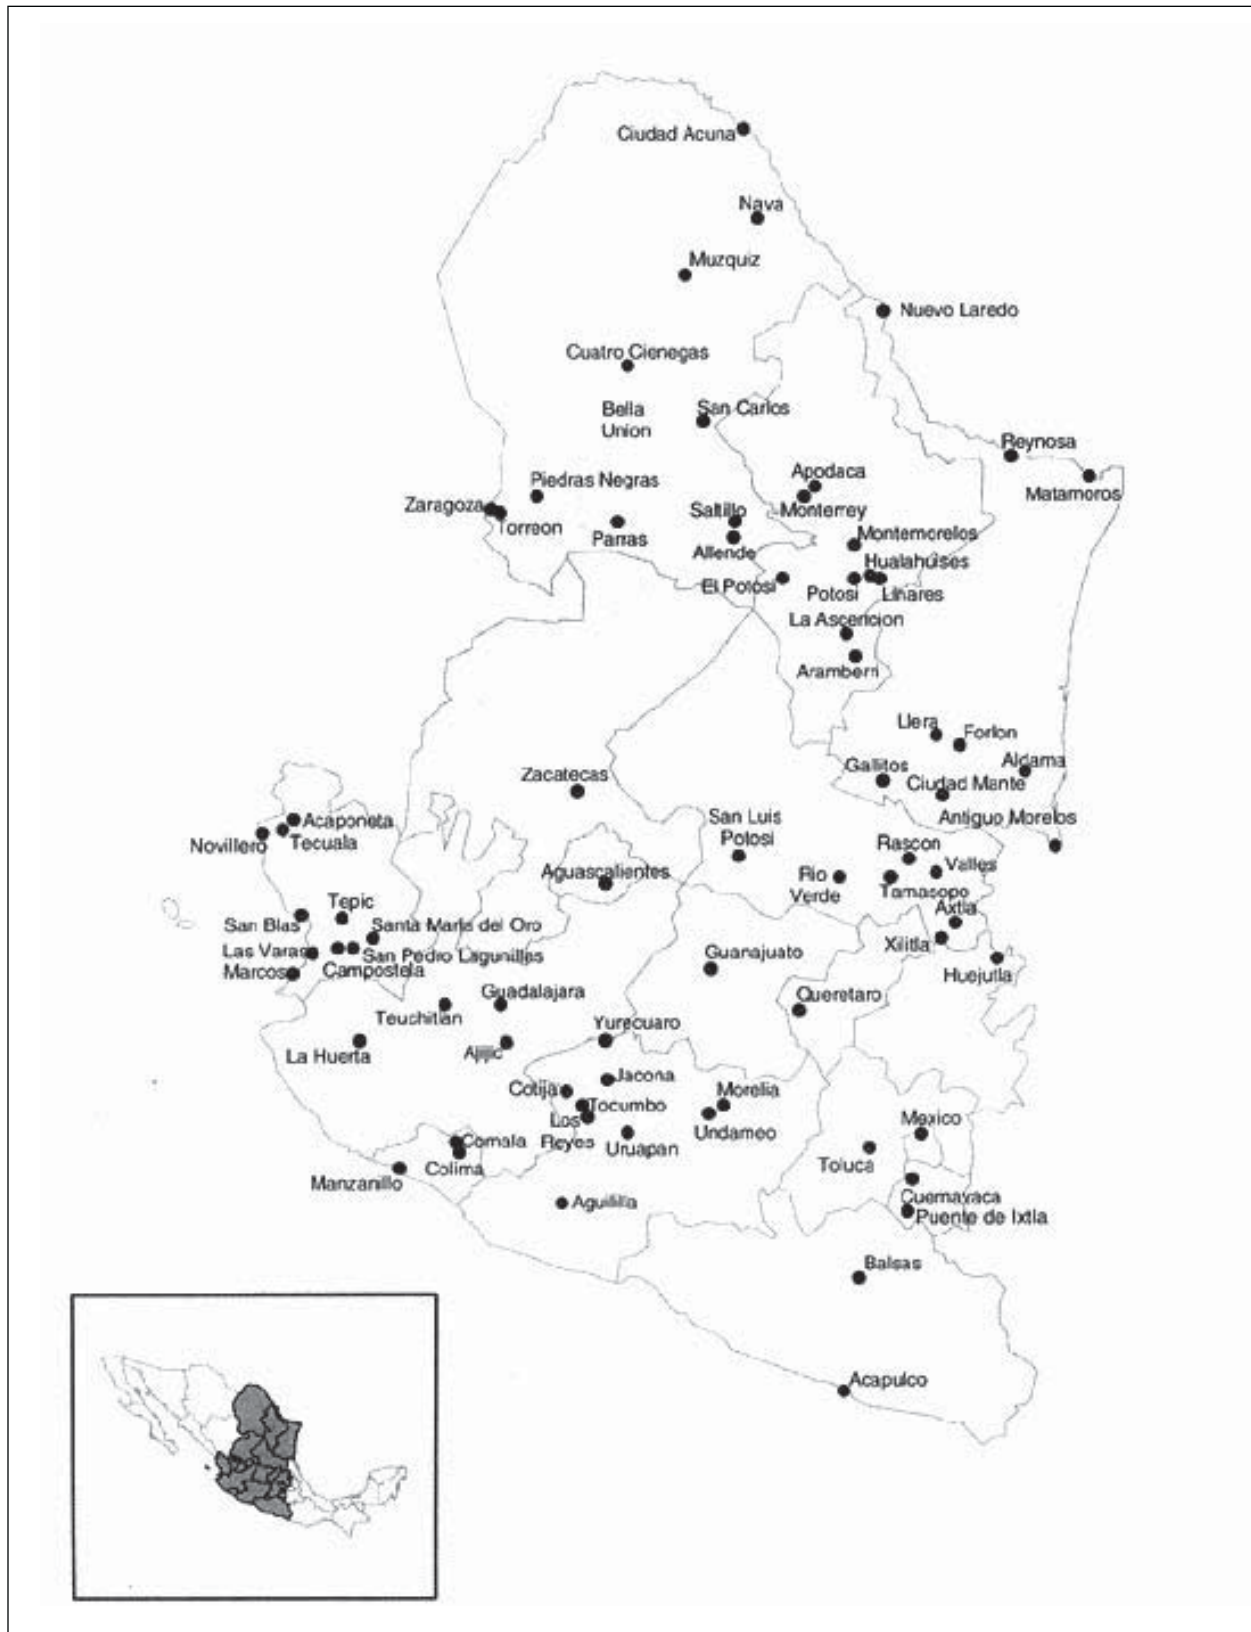 Ciudad Acuna
Nava
Muzquiz
Nuevo Laredo
Cuatro Cienegas
San Carlos
Bella
Union
Reynosa
Apodaca
Piedras Negras
Matamoros
Zaragoza
Monterrey
Saltillo
Torreon
Parras
Montemorelos
Allende
Hualahuises
El Potosi
Potosi
Linares
La Ascencion
Aramberri
Llera
Forlon
Aldama
Gallitos
Zacatecas
Ciudad Mante
San Luis
Potosi
Antiguo Morelos
Acaponeta
Tecuala
Novillero
Rascon
Valles
Aguascalientes
Rio
Verde
Tamasopo
Tepic
Axtla
San Blas
Santa Maria del Oro
Xilitla
Las Varas
San Pedro Lagunillas
Guanajuato
Marcos
Campostela
Huejutla
Guadalajara
Queretaro
Teuchitlan
Yurecuaro
La Huerta
Ajijic
Jacona
Cotija
Morelia
Tocumbo
Los
Reyes
Mexico
Undameo
Comala
Uruapan
Colima
Toluca
Manzanillo
Cuernavaca
Aguililla
Puente de Ixtla
Balsas
Acapulco